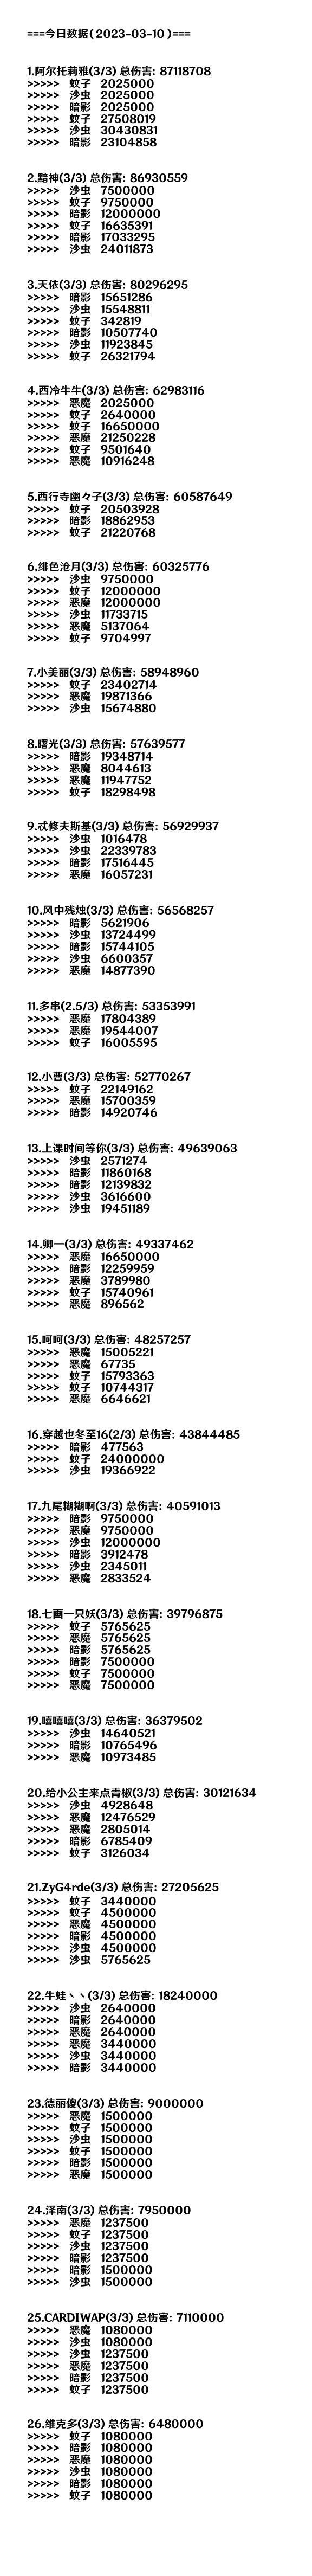 ===今日数据(2023-03-10)===
1.阿尔托莉雅(3/3) 总伤害: 87118708
>>>>> 蚊子 2025000
>>>>> 沙虫 2025000
>>>>> 暗影 2025000
>>>>> 蚊子 27508019
>>>>> 沙虫 30430831
>>>>> 暗影 23104858
2.黯神(3/3) 总伤害: 86930559
>>>>> 沙虫 7500000
>>>>> 蚊子 9750000
>>>>> 暗影 12000000
>>>>> 蚊子 16635391
>>>>> 暗影 17033295
>>>>> 沙虫 24011873
3.天依(3/3) 总伤害: 80296295
>>>>> 暗影 15651286
>>>>> 沙虫 15548811
>>>>> 蚊子 342819
>>>>> 暗影 10507740
>>>>> 沙虫 11923845
>>>>> 蚊子 26321794
4.西冷牛牛(3/3) 总伤害: 62983116
>>>>> 恶魔 2025000
>>>>> 蚊子 2640000
>>>>> 蚊子 16650000
>>>>> 恶魔 21250228
>>>>> 蚊子 9501640
>>>>> 恶魔 10916248
5.西行寺幽々子(3/3) 总伤害: 60587649
>>>>> 蚊子 20503928
>>>>> 暗影 18862953
>>>>> 蚊子 21220768
6.绯色沧月(3/3) 总伤害: 60325776
>>>>> 沙虫 9750000
>>>>> 蚊子 12000000
>>>>> 恶魔 12000000
>>>>> 沙虫 11733715
>>>>> 恶魔 5137064
>>>>> 蚊子 9704997
7.小美丽(3/3) 总伤害: 58948960
>>>>> 蚊子 23402714
>>>>> 恶魔 19871366
>>>>> 沙虫 15674880
8.曙光(3/3) 总伤害: 57639577
>>>>> 暗影 19348714
>>>>> 恶魔 8044613
>>>>> 恶魔 11947752
>>>>> 蚊子 18298498
9.忒修夫斯基(3/3) 总伤害: 56929937
>>>>> 沙虫 1016478
>>>>> 沙虫 22339783
>>>>> 暗影 17516445
>>>>> 恶魔 16057231
10.风中残烛(3/3) 总伤害: 56568257
>>>>> 暗影 5621906
>>>>> 沙虫 13724499
>>>>> 暗影 15744105
>>>>> 沙虫 6600357
>>>>> 恶魔 14877390
11.多串(2.5/3) 总伤害: 53353991
>>>>> 恶魔 17804389
>>>>> 恶魔 19544007
>>>>> 蚊子 16005595
12.小曹(3/3) 总伤害: 52770267
>>>>> 蚊子 22149162
>>>>> 恶魔 15700359
>>>>> 暗影 14920746
13.上课时间等你(3/3) 总伤害: 49639063
>>>>> 沙虫 2571274
>>>>> 暗影 11860168
>>>>> 暗影 12139832
>>>>> 沙虫 3616600
>>>>> 沙虫 19451189
14.卿一(3/3) 总伤害: 49337462
>>>>> 恶魔 16650000
>>>>> 暗影 12259959
>>>>> 恶魔 3789980
>>>>> 蚊子 15740961
>>>>> 恶魔 896562
15.呵呵(3/3) 总伤害: 48257257
>>>>> 恶魔 15005221
>>>>> 恶魔 67735
>>>>> 蚊子 15793363
>>>>> 蚊子 10744317
>>>>> 恶魔 6646621
16.穿越也冬至16(2/3) 总伤害: 43844485
>>>>> 暗影 477563
>>>>> 蚊子 24000000
>>>>> 沙虫 19366922
17.九尾糊糊啊(3/3) 总伤害: 40591013
>>>>> 暗影 9750000
>>>>> 恶魔 9750000
>>>>> 沙虫 12000000
>>>>> 暗影 3912478
>>>>> 沙虫 2345011
>>>>> 恶魔 2833524
18.七画一只妖(3/3) 总伤害: 39796875
>>>>> 蚊子 5765625
>>>>> 恶魔 5765625
>>>>> 暗影 5765625
>>>>> 暗影 7500000
>>>>> 蚊子 7500000
>>>>> 恶魔 7500000
19.嘻嘻嘻(3/3) 总伤害: 36379502
>>>>> 沙虫 14640521
>>>>> 暗影 10765496
>>>>> 恶魔 10973485
20.给小公主来点青椒(3/3) 总伤害: 30121634
>>>>> 沙虫 4928648
>>>>> 恶魔 12476529
>>>>> 恶魔 2805014
>>>>> 暗影 6785409
>>>>> 蚊子 3126034
21.ZyG4rde(3/3) 总伤害: 27205625
>>>>> 蚊子 3440000
>>>>> 蚊子 4500000
>>>>> 恶魔 4500000
>>>>> 暗影 4500000
>>>>> 沙虫 4500000
>>>>> 沙虫 5765625
22.牛蛙丶丶(3/3) 总伤害: 18240000
>>>>> 沙虫 2640000
>>>>> 暗影 2640000
>>>>> 恶魔 2640000
>>>>> 恶魔 3440000
>>>>> 沙虫 3440000
>>>>> 暗影 3440000
23.德丽傻(3/3) 总伤害: 9000000
>>>>> 恶魔 1500000
>>>>> 蚊子 1500000
>>>>> 沙虫 1500000
>>>>> 蚊子 1500000
>>>>> 暗影 1500000
>>>>> 恶魔 1500000
24.泽南(3/3) 总伤害: 7950000
>>>>> 恶魔 1237500
>>>>> 蚊子 1237500
>>>>> 沙虫 1237500
>>>>> 暗影 1237500
>>>>> 暗影 1500000
>>>>> 沙虫 1500000
25.CARDIWAP(3/3) 总伤害: 7110000
>>>>> 恶魔 1080000
>>>>> 沙虫 1080000
>>>>> 沙虫 1237500
>>>>> 恶魔 1237500
>>>>> 暗影 1237500
>>>>> 蚊子 1237500
26.维克多(3/3) 总伤害: 6480000
>>>>> 蚊子 1080000
>>>>> 暗影 1080000
>>>>> 恶魔 1080000
>>>>> 沙虫 1080000
>>>>> 暗影 1080000
>>>>> 蚊子 1080000